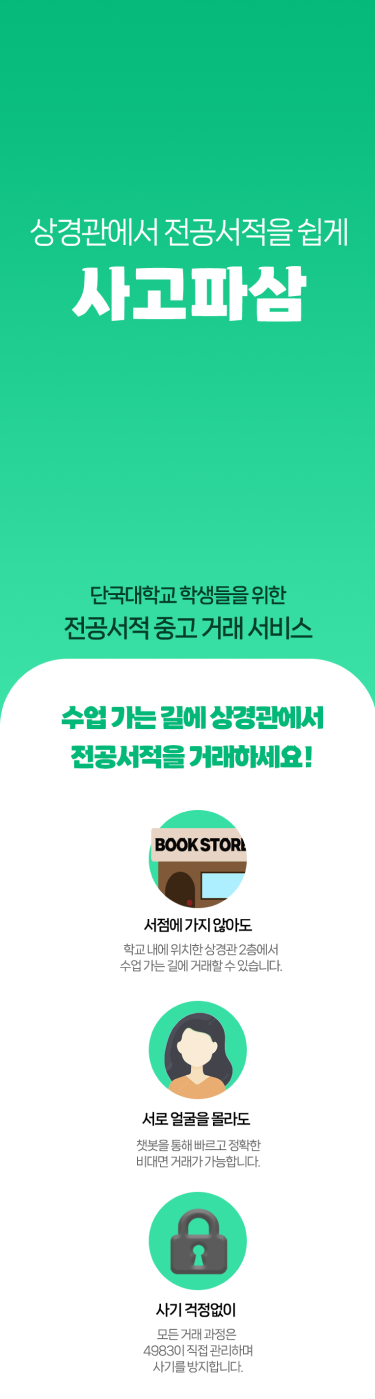 상경관에서 전공서적을 쉽게
사고파삼
단국대학교 학생들을 위한
전공서적 중고 거래 서비스
수업 가는 길에 상경관에서
전공서적을 거래하세요!
BOOK STORE
서점에 가지 않아도
학교 내에 위치한 상경관 2층에서
수업 가는 길에 거래할 수 있습니다.
서로 얼굴을 몰라도
챗봇을 통해 빠르고 정확한
비대면 거래가 가능합니다.
사기 걱정없이
모든 거래 과정은
4983이 직접 관리하며
사기를 방지합니다.